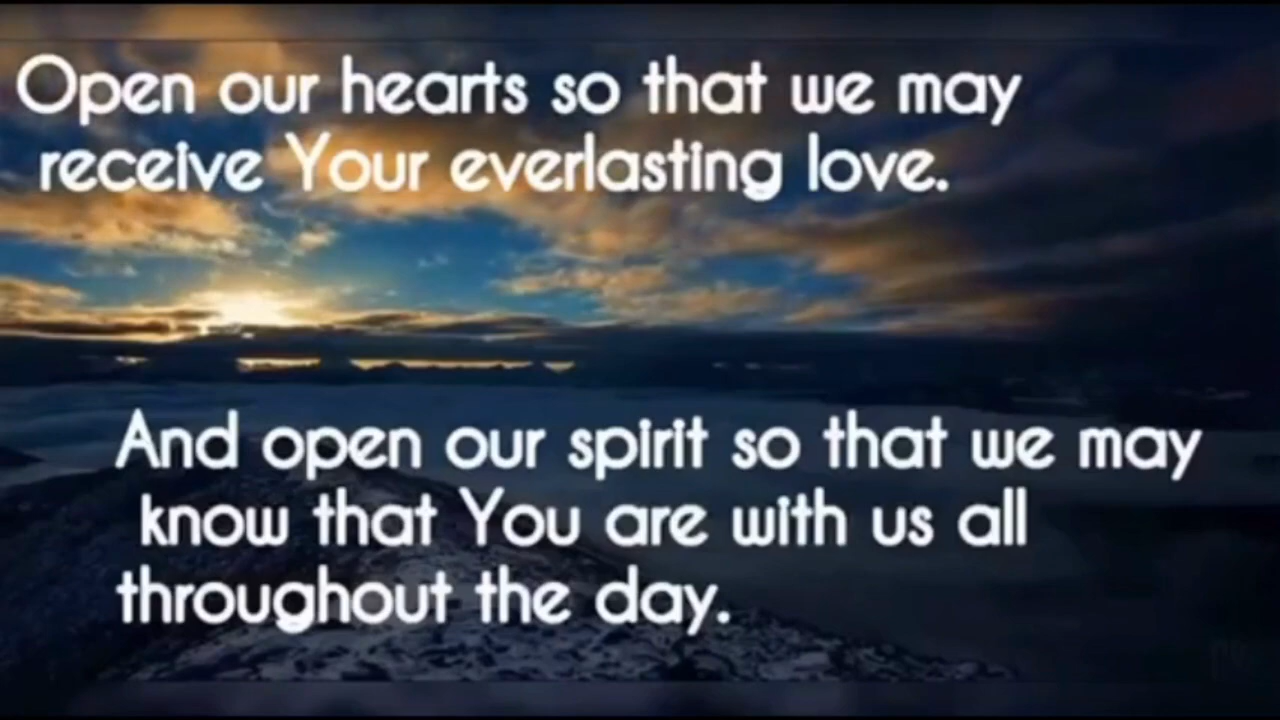 Open our hearts so that we may
receive Your everlasting love.
And open our spirit so that we may
know that You are with us all
throughout the day.